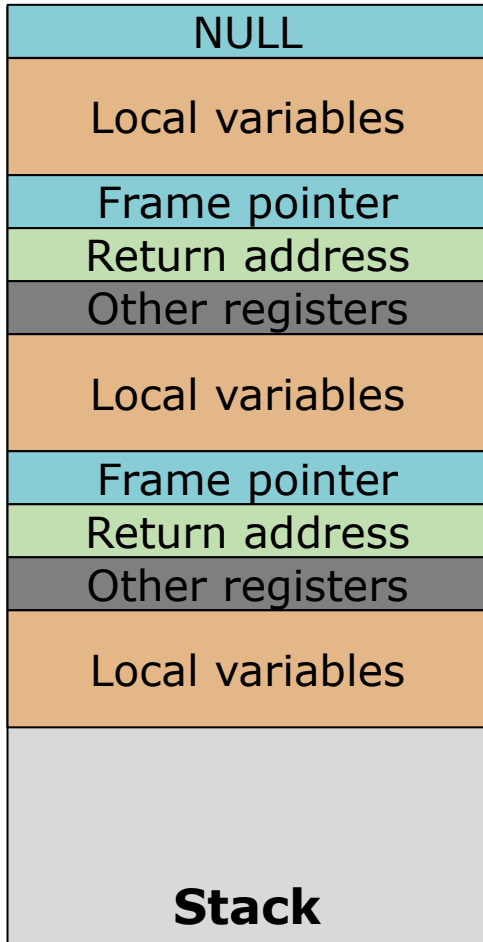 NULL
Local variables
Frame pointer
Return address
Other registers
Local variables
Frame pointer
Return address
Other registers
Local variables
Stack